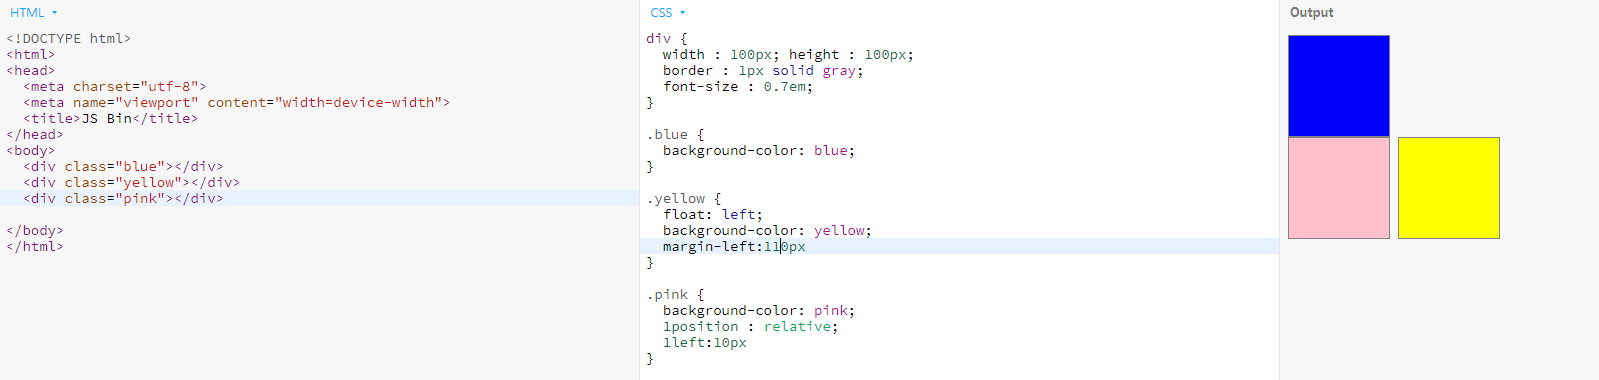 HTML
<!DOCTYPE html>
<html>
<head>
  <meta charset="utf-8">
  <meta name="viewport" content="width=device-width">
  <title>JS Bin</title>
</head>
<body>
  <div class="blue"></div>
  <div class="yellow"></div>
  <div class="pink"></div>

</body>
</html>
CSS
div {
  width : 100px; height : 100px;
  border : 1px solid gray;
  font-size : 0.7em;
}

.blue {
  background-color: blue;
}

.yellow {
  float: left;
  background-color: yellow;
  margin-left:110px
}

.pink {
  background-color: pink;
  1position : relative;
  1left:10px
}
Output